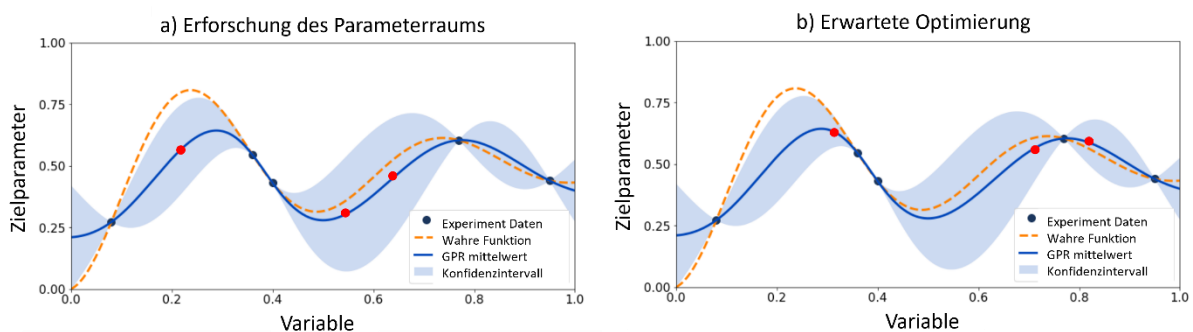 a) Erforschung des Parameterraums
1.00
0.75
0.50
0.25
0.00
Zielparameter
Experiment Daten
Wahre Funktion
GPR mittelwert
Konfidenzintervall
0.0 0.2 0.4 0.6 0.8 1.0
Variable
b) Erwartete Optimierung
1.00
0.75
0.50
0.25
0.00
Zielparameter
Experiment Daten
Wahre Funktion
GPR mittelwert
Konfidenzintervall
0.0 0.2 0.4 0.6 0.8 1.0
Variable